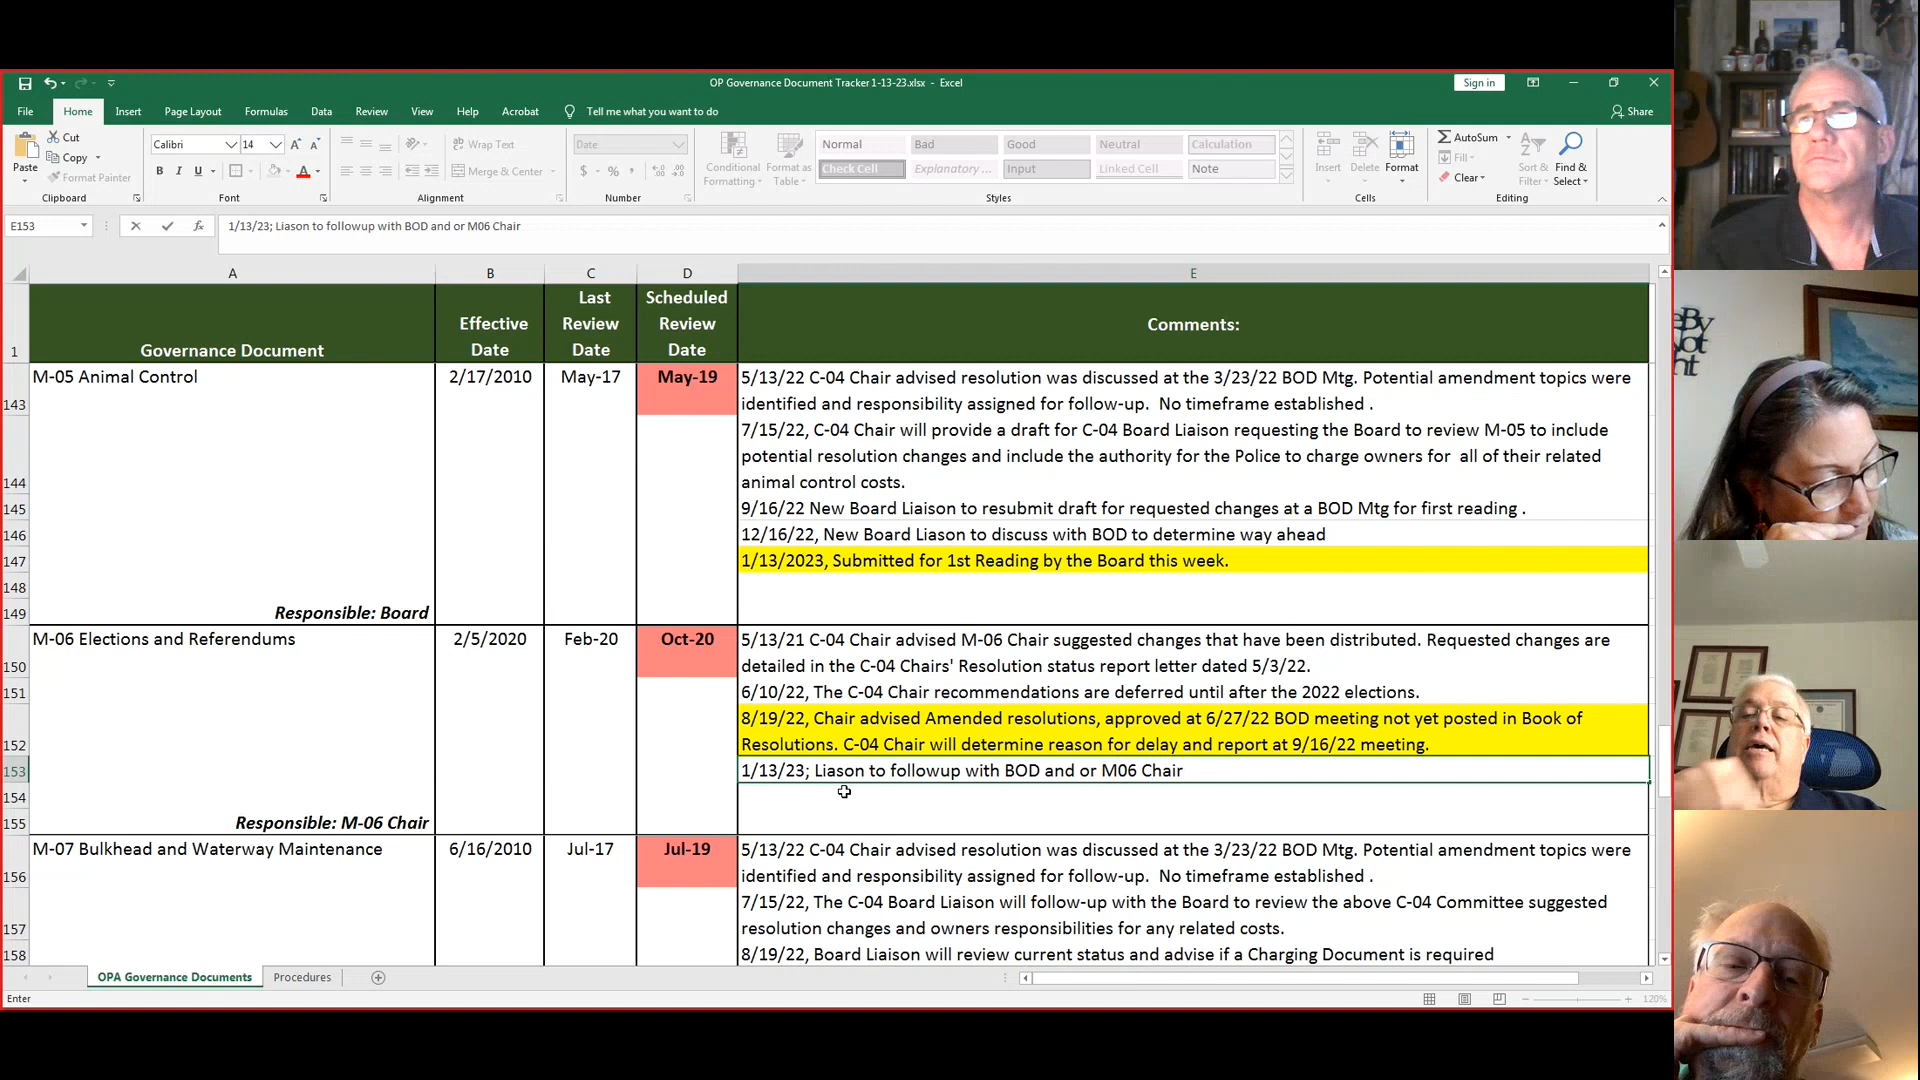 OP Governance Document Tracker 1-13-23.xlsx - Excel
Sign in
File Home Insert Page Layout Formulas Data Review View Help Acrobat Tell me what you want to do Share
Paste
Cut
Copy
Format Painter
Clipboard
Calibri 14
B I U
Font
Wrap Text
Merge & Center
Alignment
Date
$ % ,
Number
Conditional Formatting
Format as Table
Normal Bad Good Neutral Calculation
Check Cell Explanatory ... Input Linked Cell Note
Styles
Insert Delete Format
Cells
AutoSum
Fill
Clear
Sort & Filter
Find & Select
Editing
E153 fx 1/13/23; Liason to followup with BOD and or M06 Chair
A B C D E
1 Governance Document
Effective Date
Last Review Date
Scheduled Review Date
Comments:
143 M-05 Animal Control 2/17/2010 May-17 May-19 5/13/22 C-04 Chair advised resolution was discussed at the 3/23/22 BOD Mtg. Potential amendment topics were
identified and responsibility assigned for follow-up. No timeframe established .
144 7/15/22, C-04 Chair will provide a draft for C-04 Board Liaison requesting the Board to review M-05 to include
potential resolution changes and include the authority for the Police to charge owners for all of their related
animal control costs.
145 9/16/22 New Board Liaison to resubmit draft for requested changes at a BOD Mtg for first reading .
146 12/16/22, New Board Liason to discuss with BOD to determine way ahead
147 1/13/2023, Submitted for 1st Reading by the Board this week.
148
149 Responsible: Board
150 M-06 Elections and Referendums 2/5/2020 Feb-20 Oct-20 5/13/21 C-04 Chair advised M-06 Chair suggested changes that have been distributed. Requested changes are
detailed in the C-04 Chairs' Resolution status report letter dated 5/3/22.
151 6/10/22, The C-04 Chair recommendations are deferred until after the 2022 elections.
152 8/19/22, Chair advised Amended resolutions, approved at 6/27/22 BOD meeting not yet posted in Book of
Resolutions. C-04 Chair will determine reason for delay and report at 9/16/22 meeting.
153 1/13/23; Liason to followup with BOD and or M06 Chair
154
155 Responsible: M-06 Chair
156 M-07 Bulkhead and Waterway Maintenance 6/16/2010 Jul-17 Jul-19 5/13/22 C-04 Chair advised resolution was discussed at the 3/23/22 BOD Mtg. Potential amendment topics were
identified and responsibility assigned for follow-up. No timeframe established .
157 7/15/22, The C-04 Board Liaison will follow-up with the Board to review the above C-04 Committee suggested
resolution changes and owners responsibilities for any related costs.
158 8/19/22, Board Liaison will review current status and advise if a Charging Document is required
OPA Governance Documents Procedures
Enter 120%